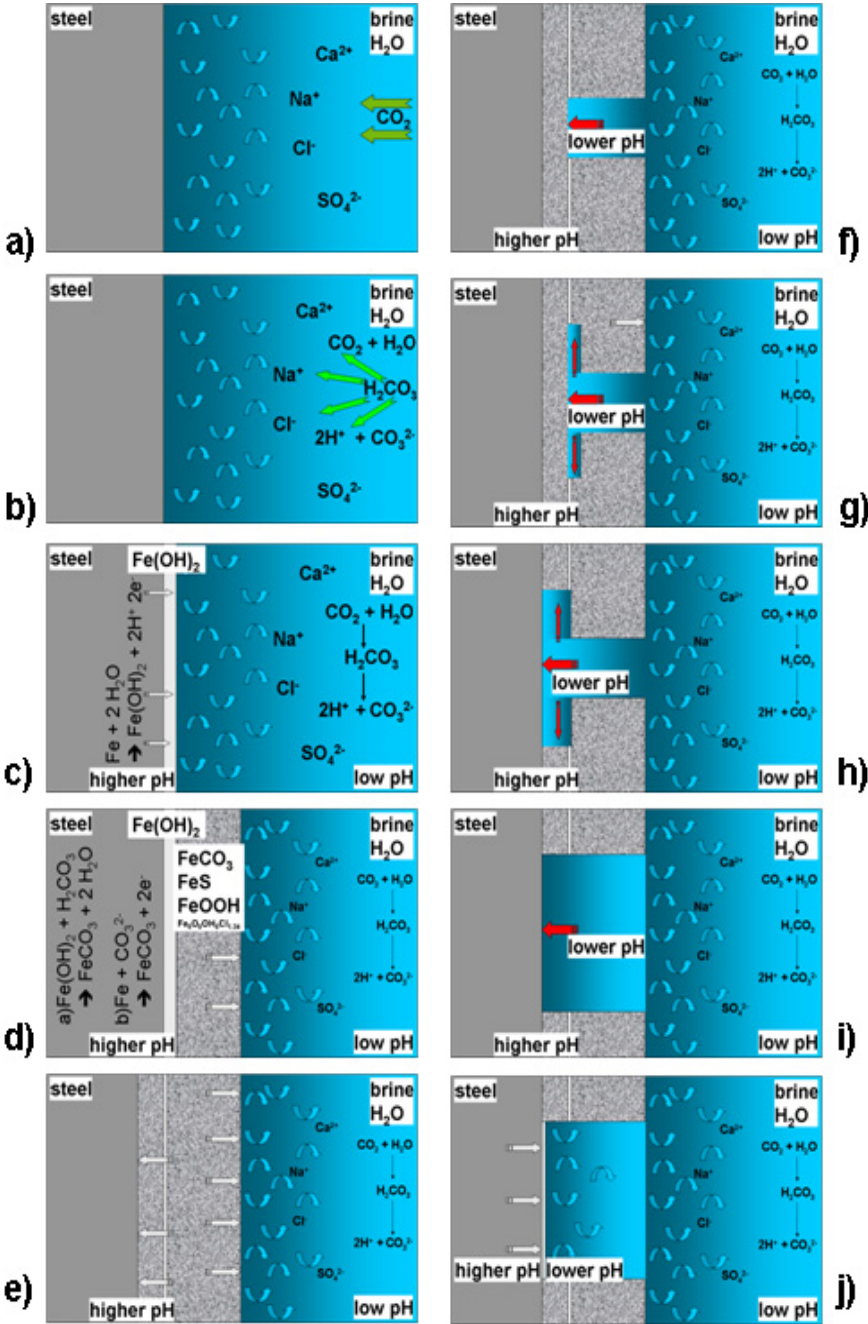 a)
steel
brine
H₂O
Ca²⁺
Na⁺
CO₂
Cl⁻
SO₄²⁻
b)
steel
brine
H₂O
Ca²⁺
CO₂ + H₂O
Na⁺
H₂CO₃
Cl⁻
2H⁺ + CO₃²⁻
SO₄²⁻
c)
steel
Fe(OH)₂
brine
H₂O
Fe + 2 H₂O
➔ Fe(OH)₂ + 2H⁺ 2e⁻
Ca²⁺
CO₂ + H₂O
Na⁺
H₂CO₃
Cl⁻
2H⁺ + CO₃²⁻
SO₄²⁻
higher pH
low pH
d)
steel
Fe(OH)₂
brine
H₂O
a)Fe(OH)₂ + H₂CO₃
➔ FeCO₃ + 2 H₂O
b)Fe + CO₃²⁻
➔ FeCO₃ + 2e⁻
FeCO₃
FeS
FeOOH
Ca²⁺
CO₂ + H₂O
Na⁺
H₂CO₃
Cl⁻
2H⁺ + CO₃²⁻
SO₄²⁻
higher pH
low pH
e)
steel
brine
H₂O
Ca²⁺
CO₂ + H₂O
Na⁺
H₂CO₃
Cl⁻
2H⁺ + CO₃²⁻
SO₄²⁻
higher pH
low pH
f)
steel
brine
H₂O
Ca²⁺
CO₂ + H₂O
Na⁺
H₂CO₃
lower pH
Cl⁻
2H⁺ + CO₃²⁻
SO₄²⁻
higher pH
low pH
g)
steel
brine
H₂O
Ca²⁺
CO₂ + H₂O
Na⁺
H₂CO₃
lower pH
Cl⁻
2H⁺ + CO₃²⁻
SO₄²⁻
higher pH
low pH
h)
steel
brine
H₂O
Ca²⁺
CO₂ + H₂O
Na⁺
H₂CO₃
lower pH
Cl⁻
2H⁺ + CO₃²⁻
SO₄²⁻
higher pH
low pH
i)
steel
brine
H₂O
Ca²⁺
CO₂ + H₂O
Na⁺
H₂CO₃
lower pH
Cl⁻
2H⁺ + CO₃²⁻
SO₄²⁻
higher pH
low pH
j)
steel
brine
H₂O
Ca²⁺
CO₂ + H₂O
Na⁺
H₂CO₃
Cl⁻
2H⁺ + CO₃²⁻
SO₄²⁻
higher pH
lower pH
low pH